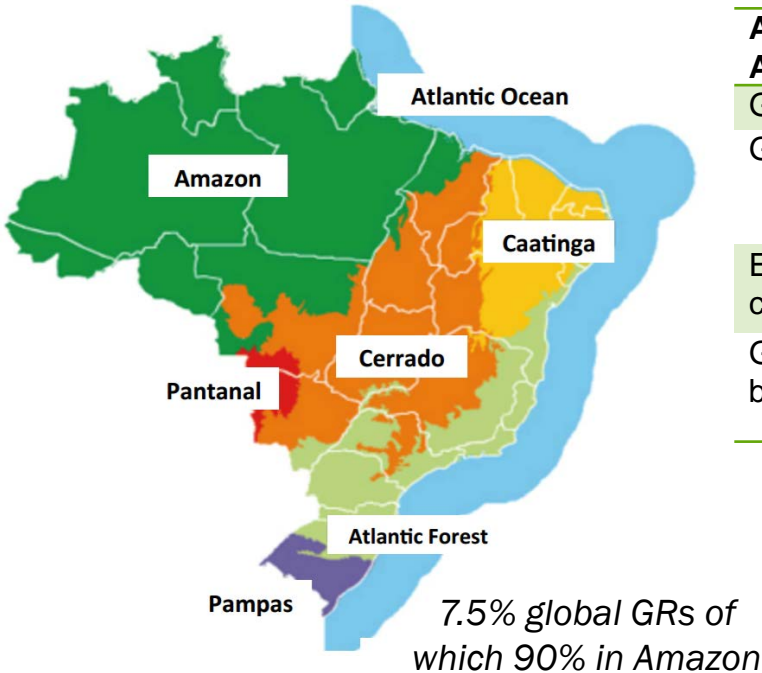 Atlantic Ocean
Amazon
Caatinga
Cerrado
Pantanal
Atlantic Forest
Pampas
7.5% global GRs of
which 90% in Amazon